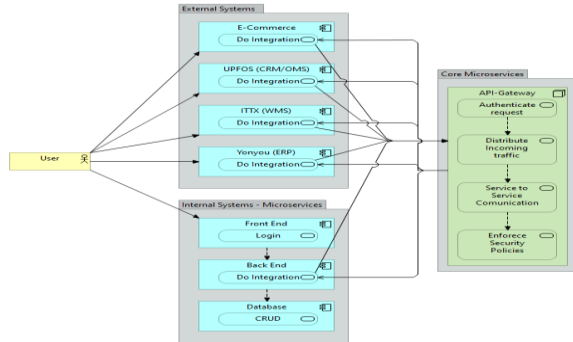 External Systems
E-Commerce
Do Integration
UPFOS (CRM/OMS)
Do Integration
ITTX (WMS)
Do Integration
Yonyou (ERP)
Do Integration
User
Internal Systems - Microservices
Front End
Login
Back End
Do Integration
Database
CRUD
Core Microservices
API-Gateway
Authenticate
request
Distribute
Incoming
traffic
Service to
Service
Comunication
Enforece
Security
Policies